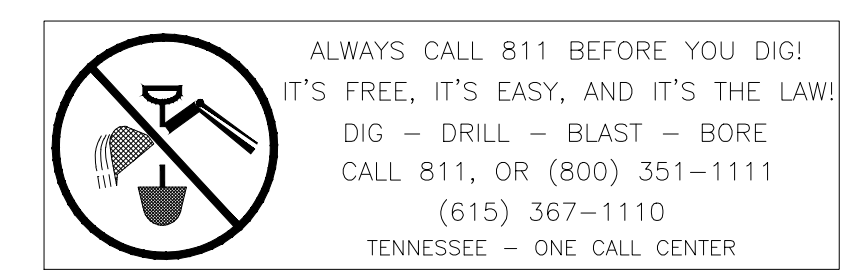 ALWAYS CALL 811 BEFORE YOU DIG!
IT'S FREE, IT'S EASY, AND IT'S THE LAW!
DIG – DRILL – BLAST – BORE
CALL 811, OR (800) 351–1111
(615) 367–1110
TENNESSEE – ONE CALL CENTER